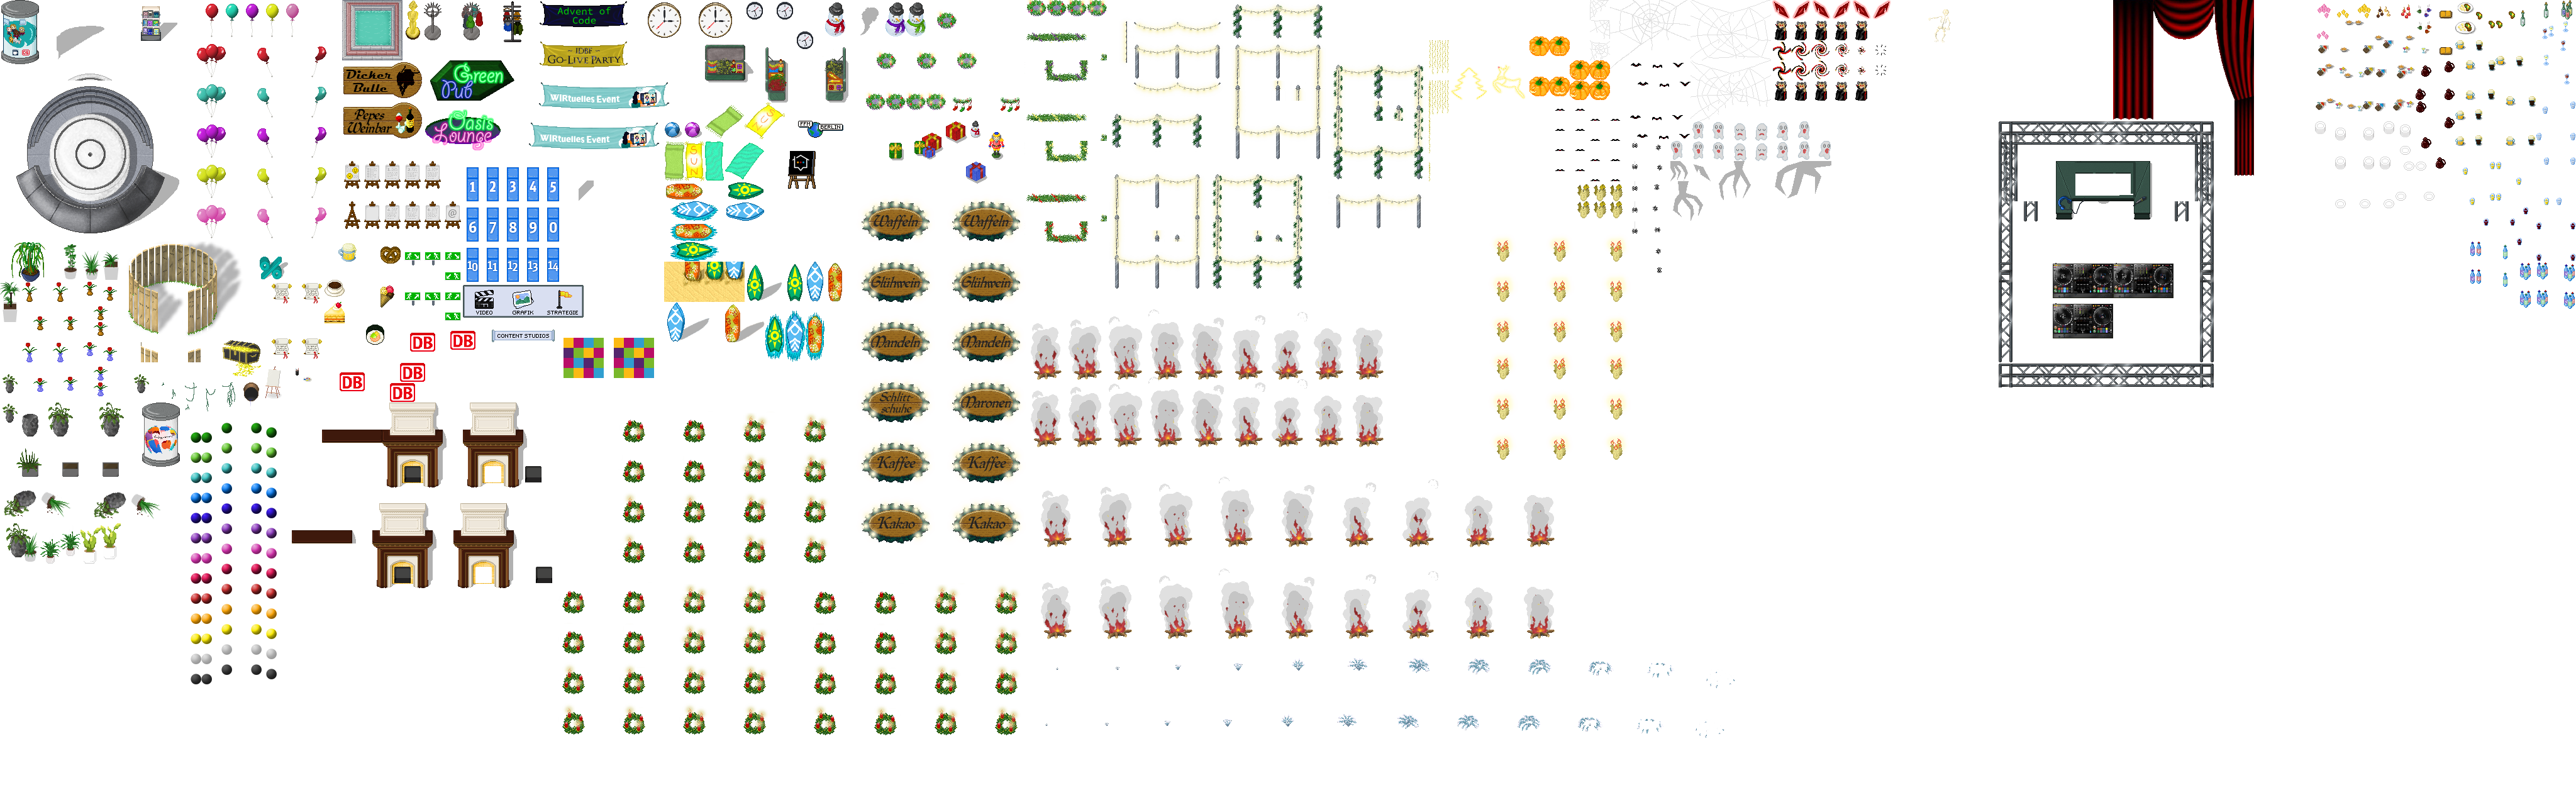 Advent of
Code
Dicker
Bulle
Green
Pub
- IDBF -
GO-LIVE PARTY
WIRtuelles Event
Pepes
Weinbar
Oasis
Lounge
WIRtuelles Event
FFM
BERLIN
SUN
1 2 3 4 5
6 7 8 9 0
10 11 12 13 14
VIDEO GRAFIK STRATEGIE
CONTENT STUDIOS
DB DB
DB DB
DB
Waffeln Waffeln
Glühwein Glühwein
Mandeln Mandeln
Schlitt
schuhe
Maronen
Kaffee Kaffee
Kakao Kakao